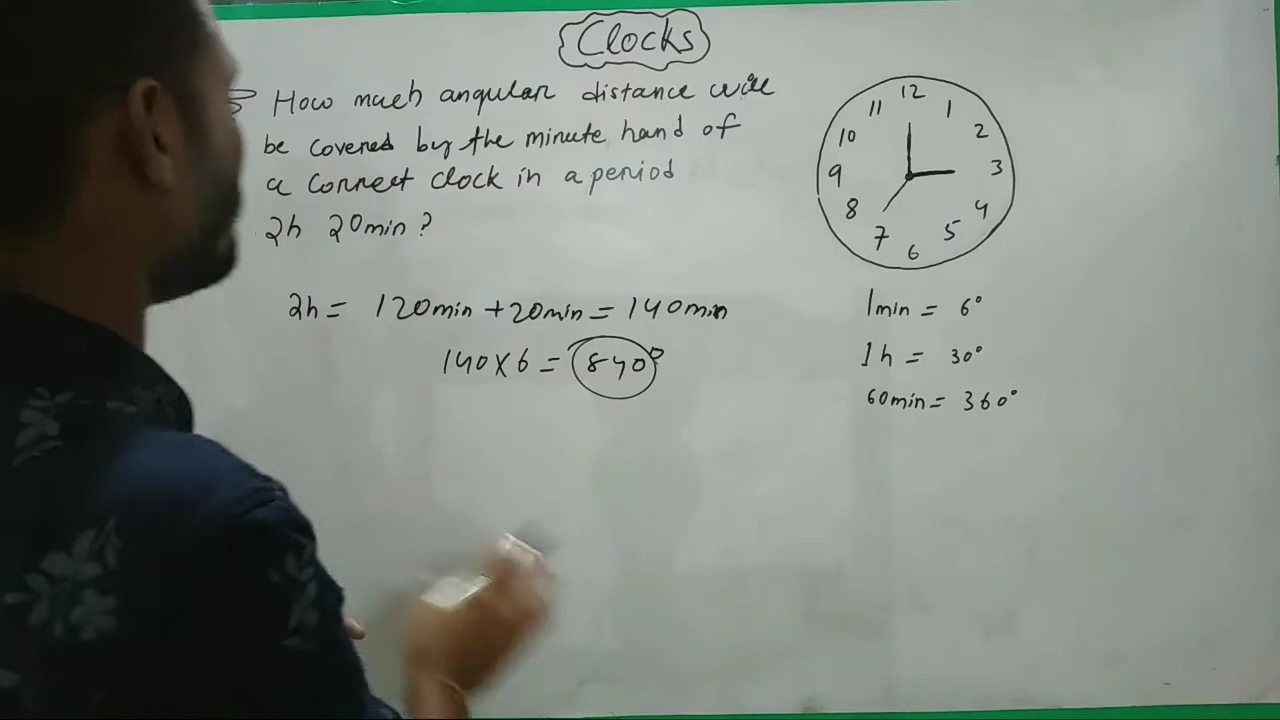 Clocks
How much angular distance will
be covered by the minute hand of
a correct clock in a period
2h 20min?
12
11
1
10
2
9
3
8
4
7
5
6
2h = 120min + 20min = 140min
140 x 6 = 840°
1min = 6°
1h = 30°
60min = 360°